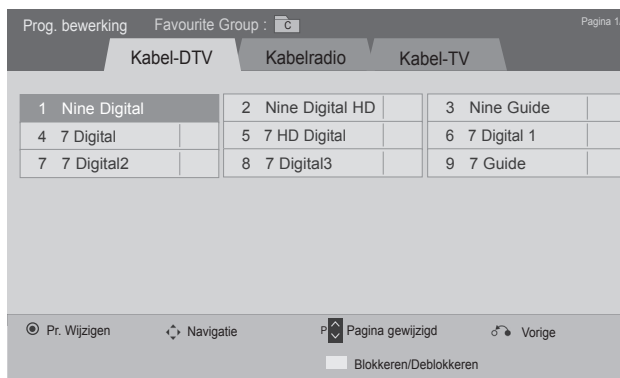 Prog. bewerking Favourite Group : C Pagina 1/
Kabel-DTV Kabelradio Kabel-TV
1 Nine Digital 2 Nine Digital HD 3 Nine Guide
4 7 Digital 5 7 HD Digital 6 7 Digital 1
7 7 Digital2 8 7 Digital3 9 7 Guide
Pr. Wijzigen Navigatie P Pagina gewijzigd Vorige
Blokkeren/Deblokkeren